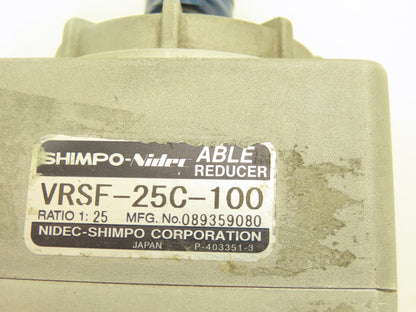 SHIMPO-Nidec ABLE REDUCER
VRSF-25C-100
RATIO 1: 25 MFG. No.089359080
NIDEC-SHIMPO CORPORATION
JAPAN P-403351-3